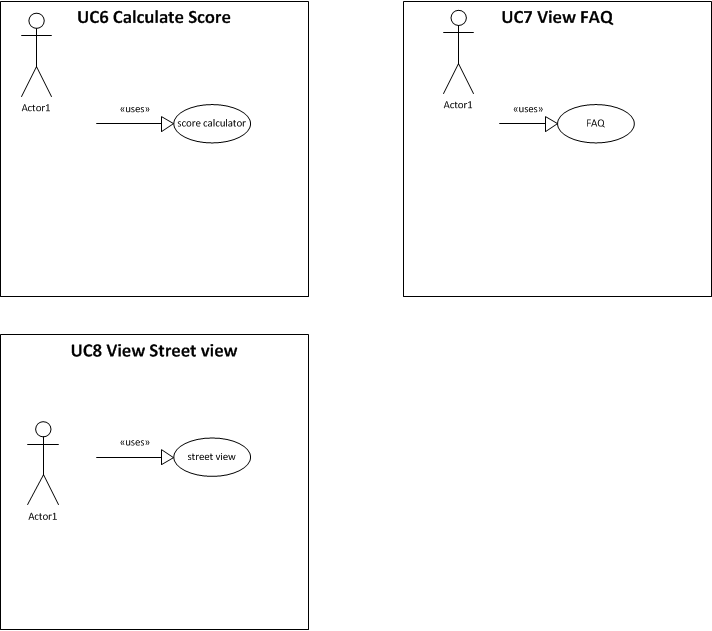 UC6 Calculate Score
Actor1
«uses»
score calculator
UC7 View FAQ
Actor1
«uses»
FAQ
UC8 View Street view
«uses»
street view
Actor1